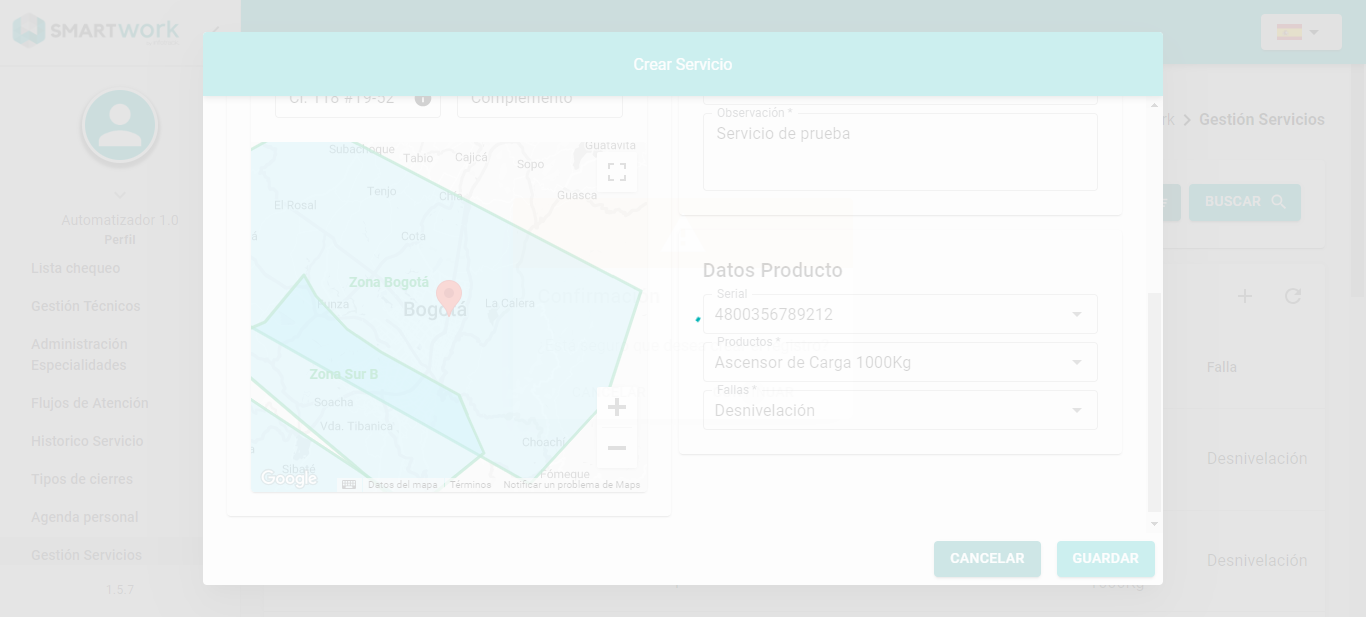 SMARTWORK
Crear Servicio
Cl. 118 #19-52
Complemento
Observación *
Servicio de prueba
Gestión Servicios
BUSCAR
Automatizador 1.0
Perfil
Lista chequeo
Gestión Técnicos
Administración
Especialidades
Flujos de Atención
Historico Servicio
Tipos de cierres
Agenda personal
Gestión Servicios
1.5.7
Subachoque
Tabio
Cajicá
Sopo
Guatavita
Tenjo
Chía
Guasca
El Rosal
Cota
Zona Bogotá
Funza
Bogotá
La Calera
Zona Sur B
Soacha
Vda. Tibanica
Choachí
Sibaté
Fómeque
Google
Datos del mapa
Términos
Notificar un problema de Maps
Datos Producto
Serial
4800356789212
Productos *
Ascensor de Carga 1000Kg
Fallas *
Desnivelación
Falla
Desnivelación
Desnivelación
CANCELAR
GUARDAR